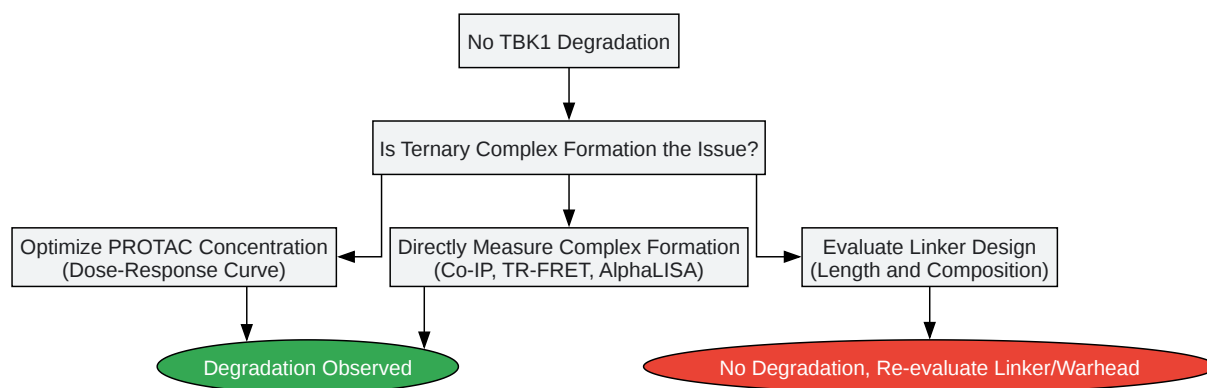 No TBK1 Degradation
Is Ternary Complex Formation the Issue?
Optimize PROTAC Concentration
(Dose-Response Curve)
Directly Measure Complex Formation
(Co-IP, TR-FRET, AlphaLISA)
Evaluate Linker Design
(Length and Composition)
Degradation Observed
No Degradation, Re-evaluate Linker/Warhead